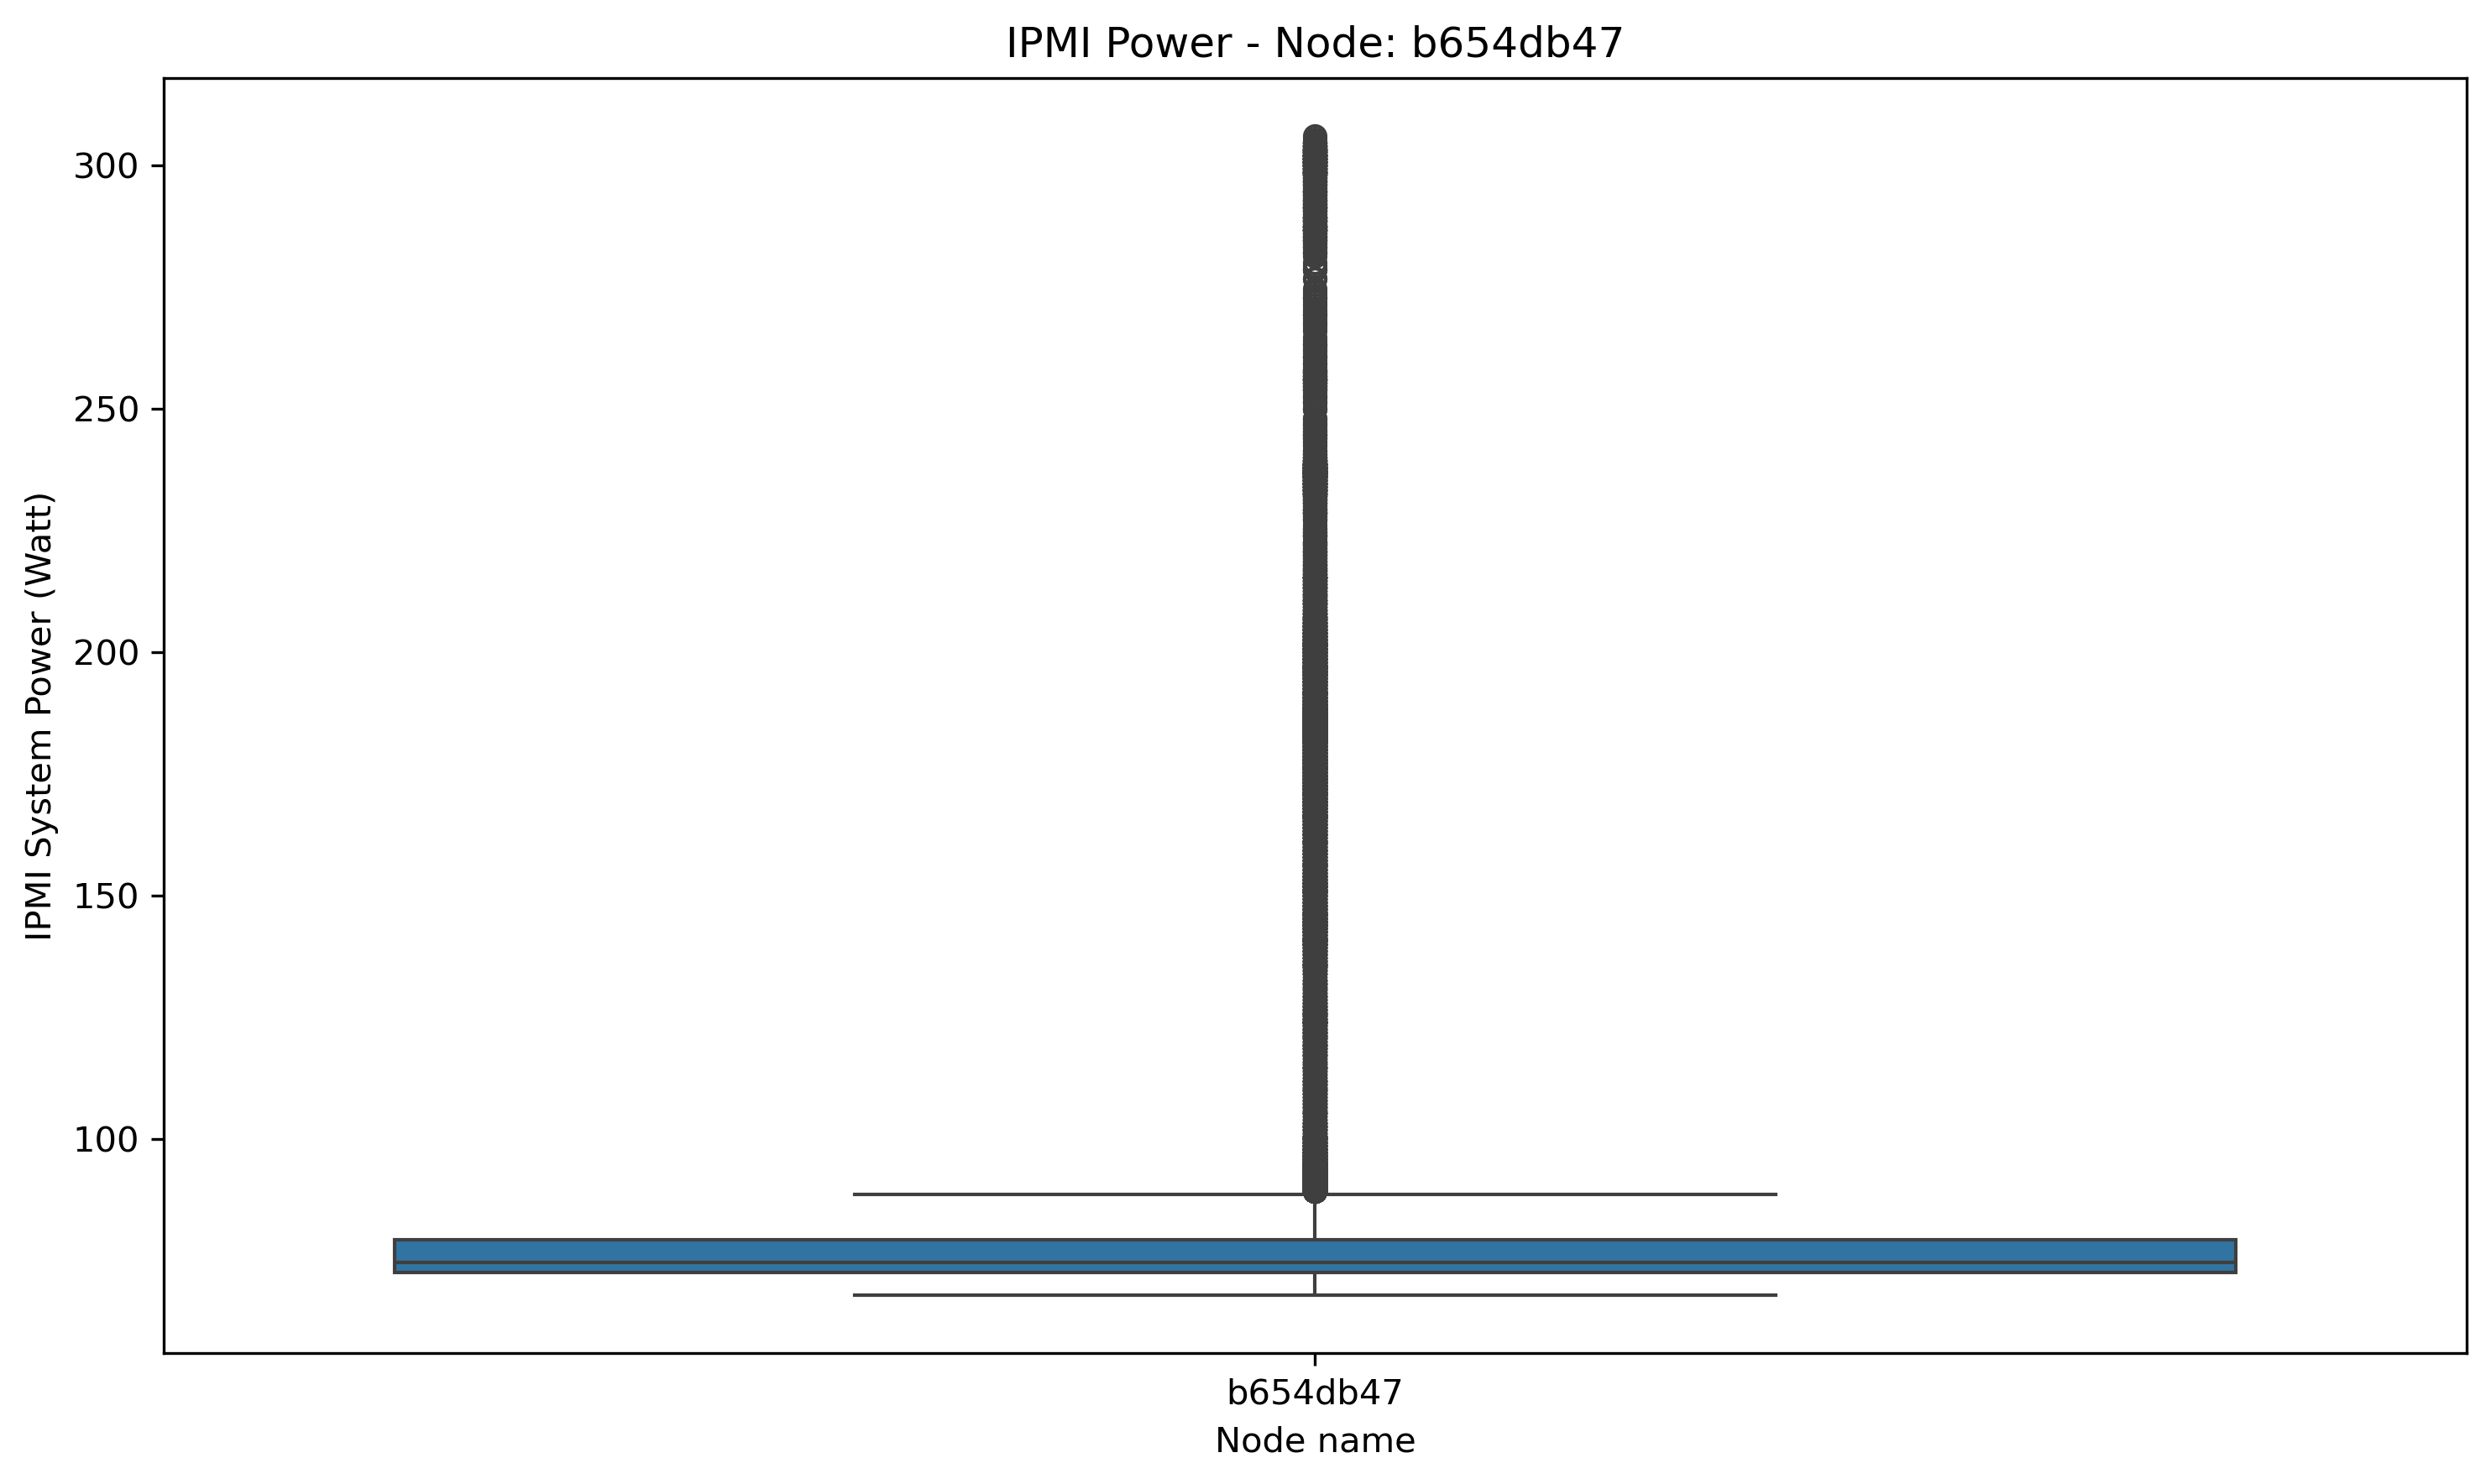 IPMI Power - Node: b654db47
IPMI System Power (Watt)
300
250
200
150
100
b654db47
Node name